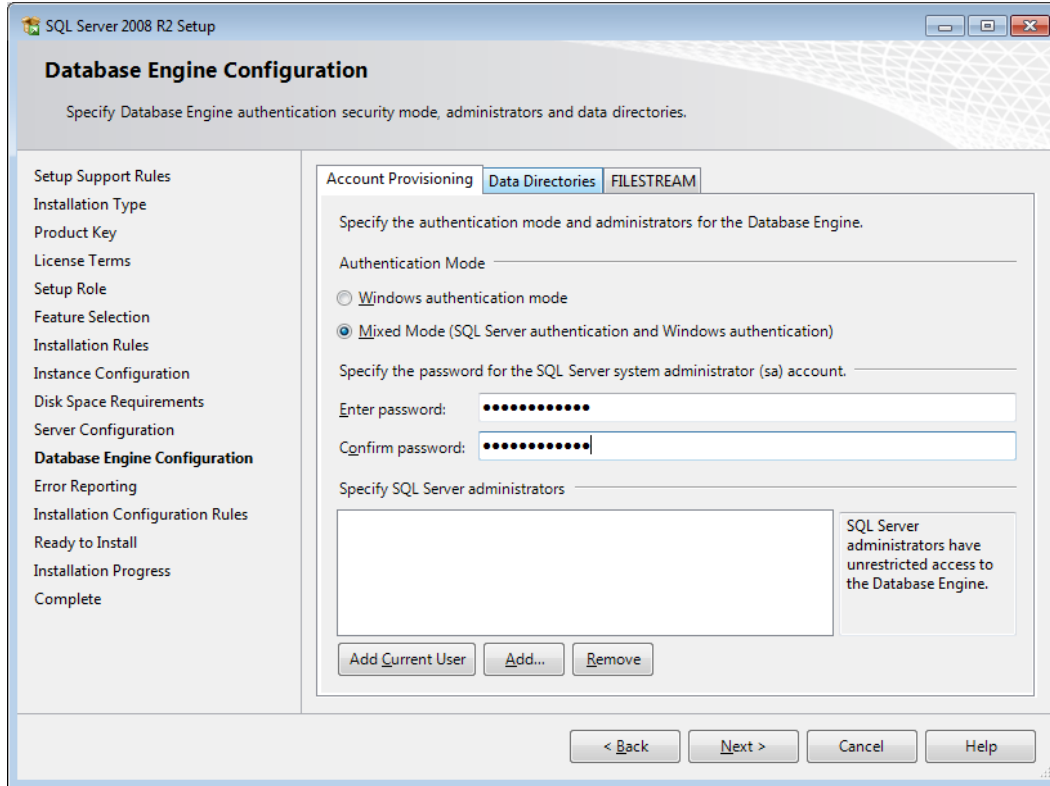 SQL Server 2008 R2 Setup
Database Engine Configuration
Specify Database Engine authentication security mode, administrators and data directories.
Setup Support Rules
Installation Type
Product Key
License Terms
Setup Role
Feature Selection
Installation Rules
Instance Configuration
Disk Space Requirements
Server Configuration
Database Engine Configuration
Error Reporting
Installation Configuration Rules
Ready to Install
Installation Progress
Complete
Account Provisioning Data Directories FILESTREAM
Specify the authentication mode and administrators for the Database Engine.
Authentication Mode
Windows authentication mode
Mixed Mode (SQL Server authentication and Windows authentication)
Specify the password for the SQL Server system administrator (sa) account.
Enter password: ●●●●●●●●●●●●
Confirm password: ●●●●●●●●●●●●
Specify SQL Server administrators
SQL Server
administrators have
unrestricted access to
the Database Engine.
Add Current User Add... Remove
< Back Next > Cancel Help